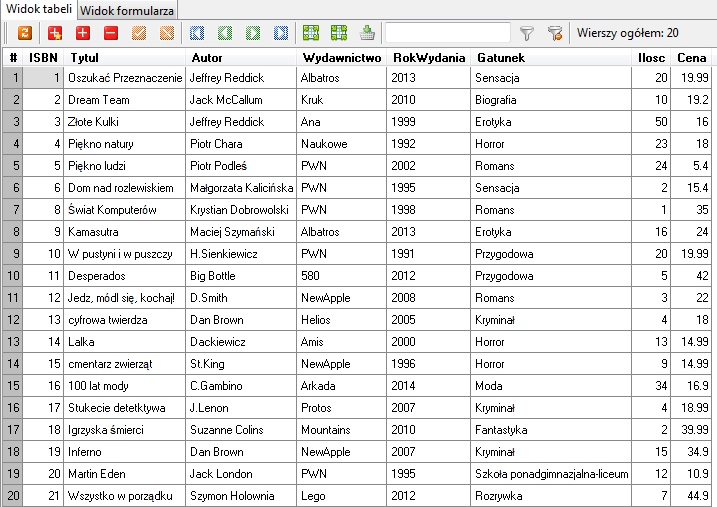 Widok tabeli Widok formularza
Wierszy ogółem: 20
# ISBN Tytul Autor Wydawnictwo RokWydania Gatunek Ilosc Cena
1 1 Oszukać Przeznaczenie Jeffrey Reddick Albatros 2013 Sensacja 20 19.99
2 2 Dream Team Jack McCallum Kruk 2010 Biografia 10 19.2
3 3 Złote Kulki Jeffrey Reddick Ana 1999 Erotyka 50 16
4 4 Piękno natury Piotr Chara Naukowe 1992 Horror 23 18
5 5 Piękno ludzi Piotr Podleś PWN 2002 Romans 24 5.4
6 6 Dom nad rozlewiskiem Małgorzata Kalicińska PWN 1995 Sensacja 2 15.4
7 8 Świat Komputerów Krystian Dobrowolski PWN 1998 Romans 1 35
8 9 Kamasutra Maciej Szymański Albatros 2013 Erotyka 16 24
9 10 W pustyni i w puszczy H.Sienkiewicz PWN 1991 Przygodowa 20 19.99
10 11 Desperados Big Bottle 580 2012 Przygodowa 5 42
11 12 Jedz, módl się, kochaj! D.Smith NewApple 2008 Romans 3 22
12 13 cyfrowa twierdza Dan Brown Helios 2005 Kryminał 4 18
13 14 Lalka Dackiewicz Amis 2000 Horror 13 14.99
14 15 cmentarz zwierząt St.King NewApple 1996 Horror 9 14.99
15 16 100 lat mody C.Gambino Arkada 2014 Moda 34 16.9
16 17 Stukecie detetktywa J.Lenon Protos 2007 Kryminał 4 18.99
17 18 Igrzyska śmierci Suzanne Colins Mountains 2010 Fantastyka 2 39.99
18 19 Inferno Dan Brown NewApple 2007 Kryminał 15 34.9
19 20 Martin Eden Jack London PWN 1995 Szkoła ponadgimnazjalna-liceum 12 10.9
20 21 Wszystko w porządku Szymon Holownia Lego 2012 Rozrywka 7 44.9